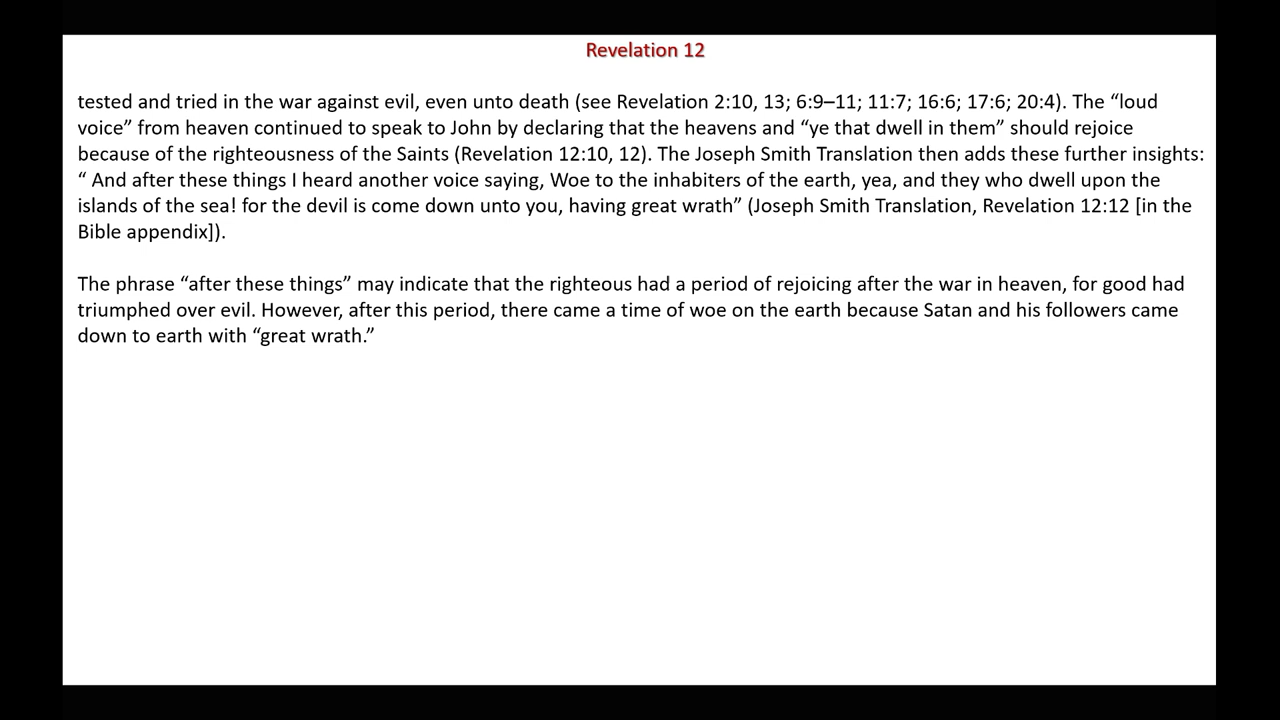 Revelation 12
tested and tried in the war against evil, even unto death (see Revelation 2:10, 13; 6:9–11; 11:7; 16:6; 17:6; 20:4). The “loud
voice” from heaven continued to speak to John by declaring that the heavens and “ye that dwell in them” should rejoice
because of the righteousness of the Saints (Revelation 12:10, 12). The Joseph Smith Translation then adds these further insights:
“ And after these things I heard another voice saying, Woe to the inhabiters of the earth, yea, and they who dwell upon the
islands of the sea! for the devil is come down unto you, having great wrath” (Joseph Smith Translation, Revelation 12:12 [in the
Bible appendix]).
The phrase “after these things” may indicate that the righteous had a period of rejoicing after the war in heaven, for good had
triumphed over evil. However, after this period, there came a time of woe on the earth because Satan and his followers came
down to earth with “great wrath.”